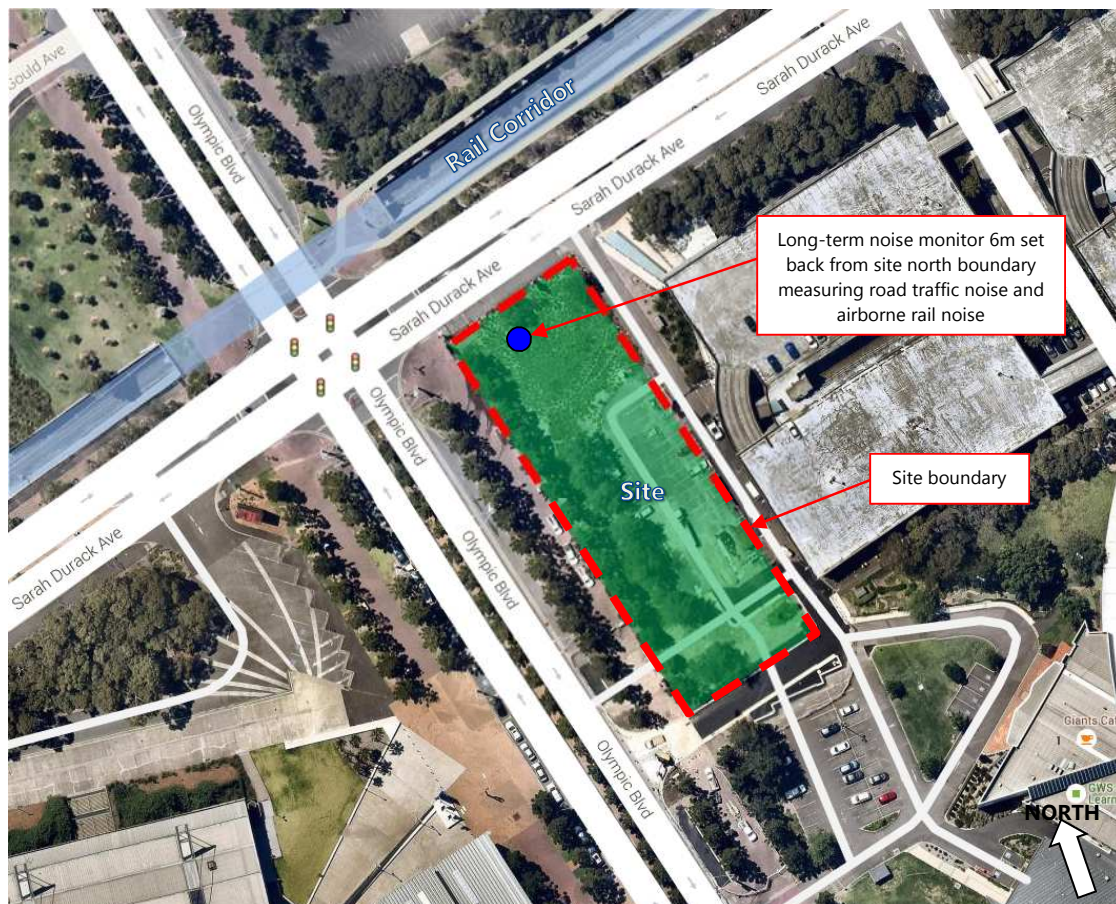 Gould Ave
Olympic Blvd
Rail Corridor
Sarah Durack Ave
Sarah Durack Ave
Sarah Durack Ave
Long-term noise monitor 6m set
back from site north boundary
measuring road traffic noise and
airborne rail noise
Olympic Blvd
Site
Site boundary
Olympic Blvd
Sarah Durack Ave
Olympic Blvd
Giants Caf
GWS
Learn
NORTH